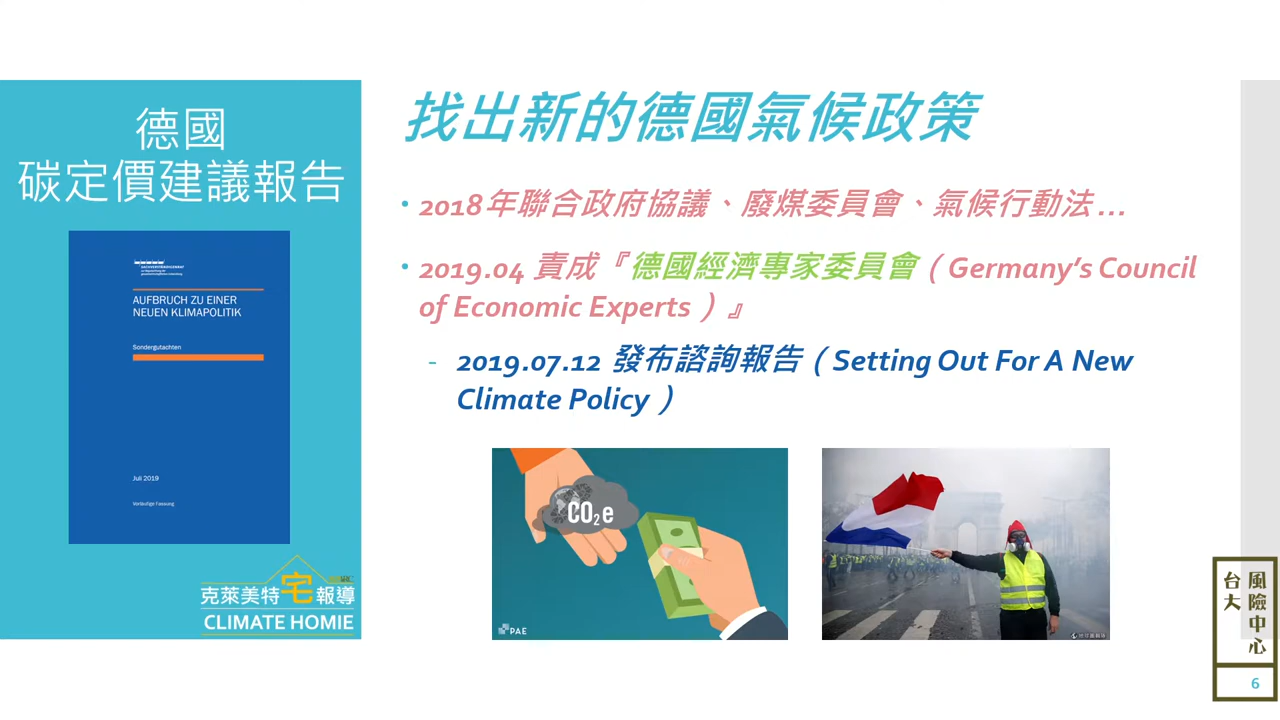 德國
碳定價建議報告
SACHVERSTÄNDIGENRAT
AUFBRUCH ZU EINER
NEUEN KLIMAPOLITIK
Sondergutachten
Juli 2019
Vorläufige Fassung
克萊美特宅報導
CLIMATE HOMIE
找出新的德國氣候政策
• 2018年聯合政府協議、廢煤委員會、氣候行動法...
• 2019.04 責成『德國經濟專家委員會（Germany's Council
of Economic Experts）』
- 2019.07.12 發布諮詢報告（Setting Out For A New
Climate Policy）
CO2e
PAE
台大
風險中心
6